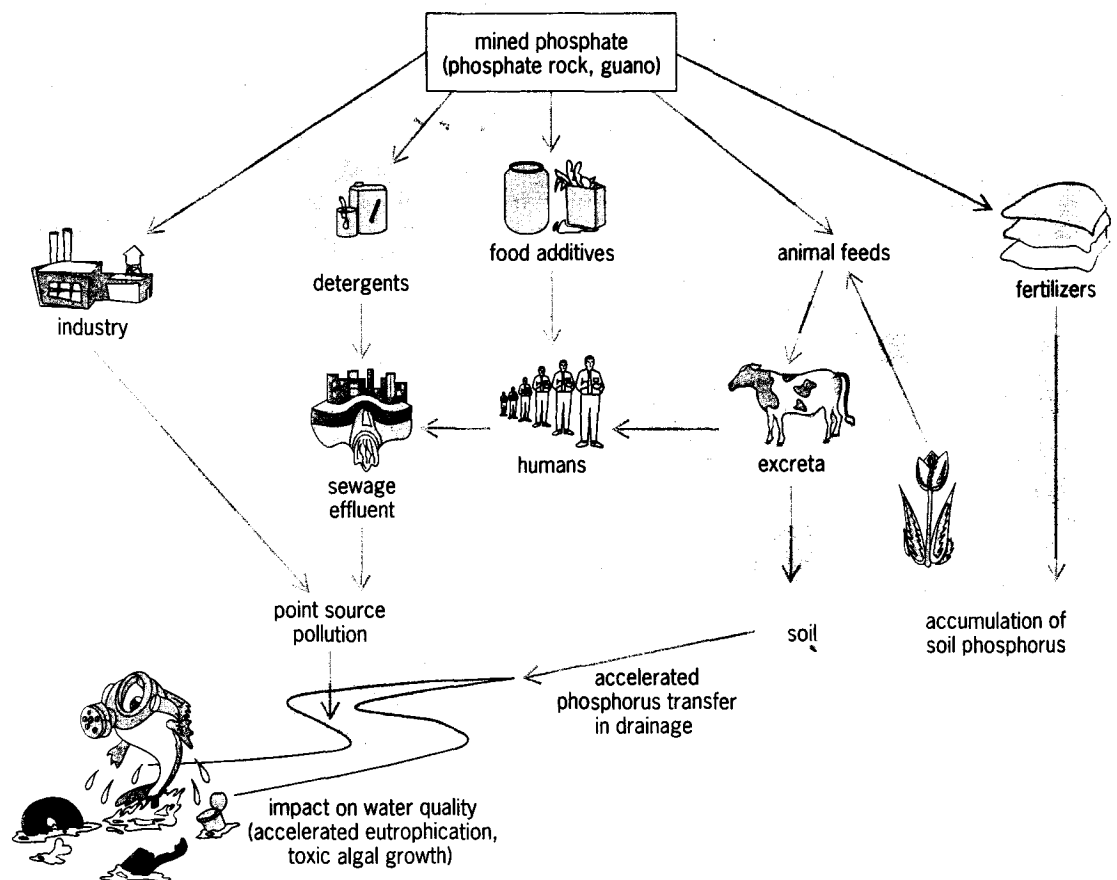 mined phosphate
(phosphate rock, guano)
food additives
animal feeds
detergents
fertilizers
industry
humans
excreta
sewage
effluent
point source
pollution
soil
accumulation of
soil phosphorus
accelerated
phosphorus transfer
in drainage
impact on water quality
(accelerated eutrophication,
toxic algal growth)